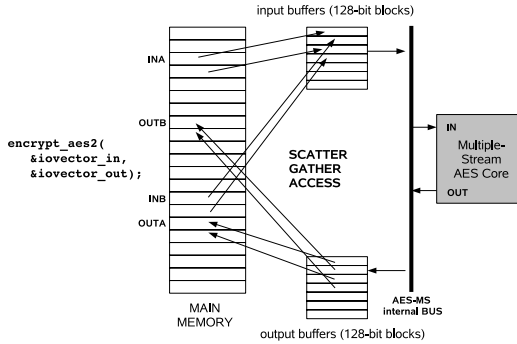 input buffers (128-bit blocks)
INA
OUTB
encrypt_aes2(
&iovector_in,
&iovector_out);
INB
OUTA
SCATTER
GATHER
ACCESS
IN
Multiple-
Stream
AES Core
OUT
MAIN
MEMORY
AES-MS
internal BUS
output buffers (128-bit blocks)